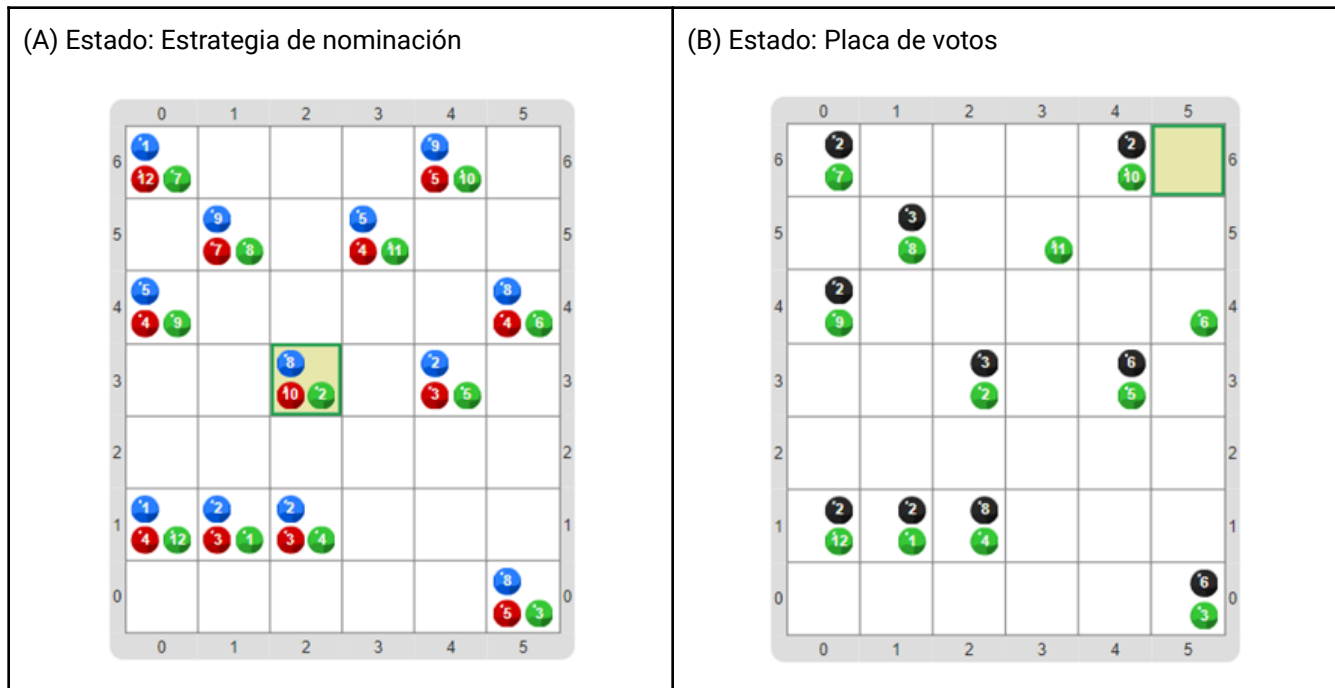 (A) Estado: Estrategia de nominación
0 1 2 3 4 5
6 1 9 6
12 7 5 10
5 9 5 5
7 8 4 11
4 5 8 4
4 9 4 6
3 8 2 3
10 2 3 5
2 2
1 1 2 2 1
4 12 3 1 3 4
0 8 0
5 3
0 1 2 3 4 5
(B) Estado: Placa de votos
0 1 2 3 4 5
6 2 2 6
7 10
5 3 5
8 11
4 2 4
9 6
3 3 6 3
2 5
2 2
1 2 2 8 1
12 1 4
0 6 0
3
0 1 2 3 4 5